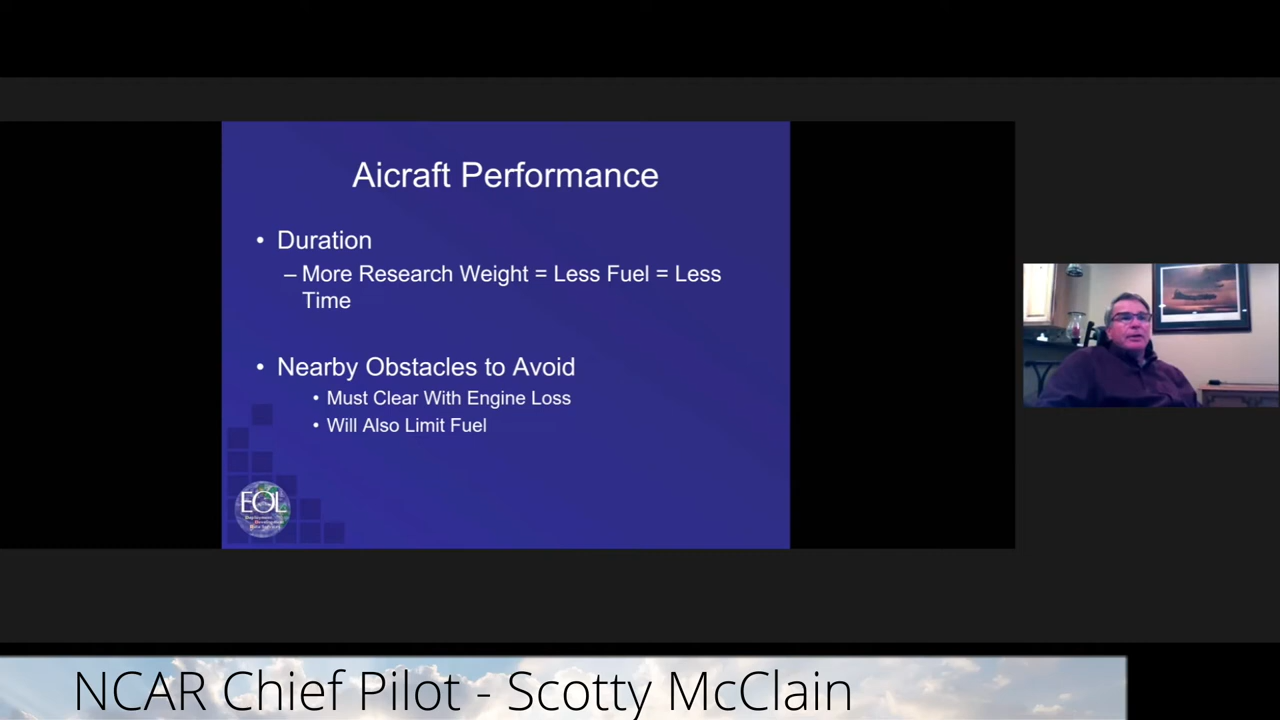 Aicraft Performance
• Duration
– More Research Weight = Less Fuel = Less
Time
• Nearby Obstacles to Avoid
• Must Clear With Engine Loss
• Will Also Limit Fuel
EOL
NCAR Chief Pilot - Scotty McClain